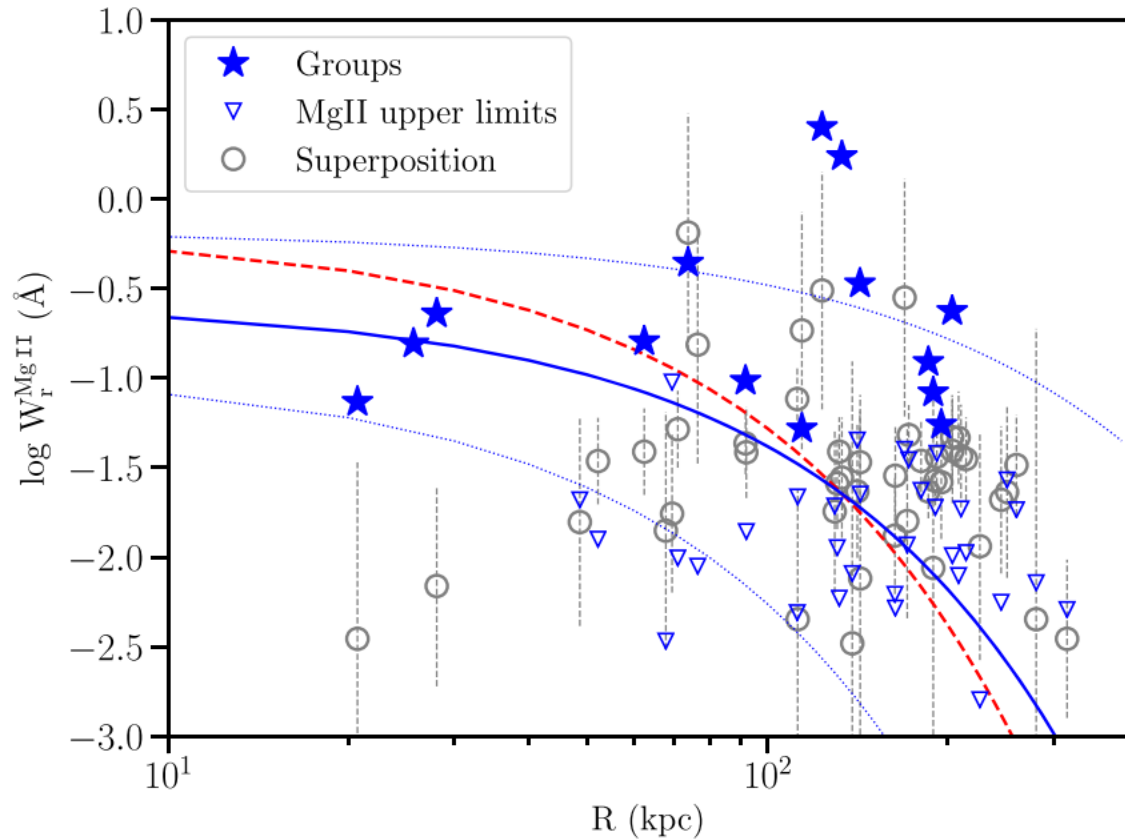 1.0
0.5
0.0
−0.5
−1.0
−1.5
−2.0
−2.5
−3.0
log W_r^{Mg II} (Å)
Groups
MgII upper limits
Superposition
10^1
10^2
R (kpc)